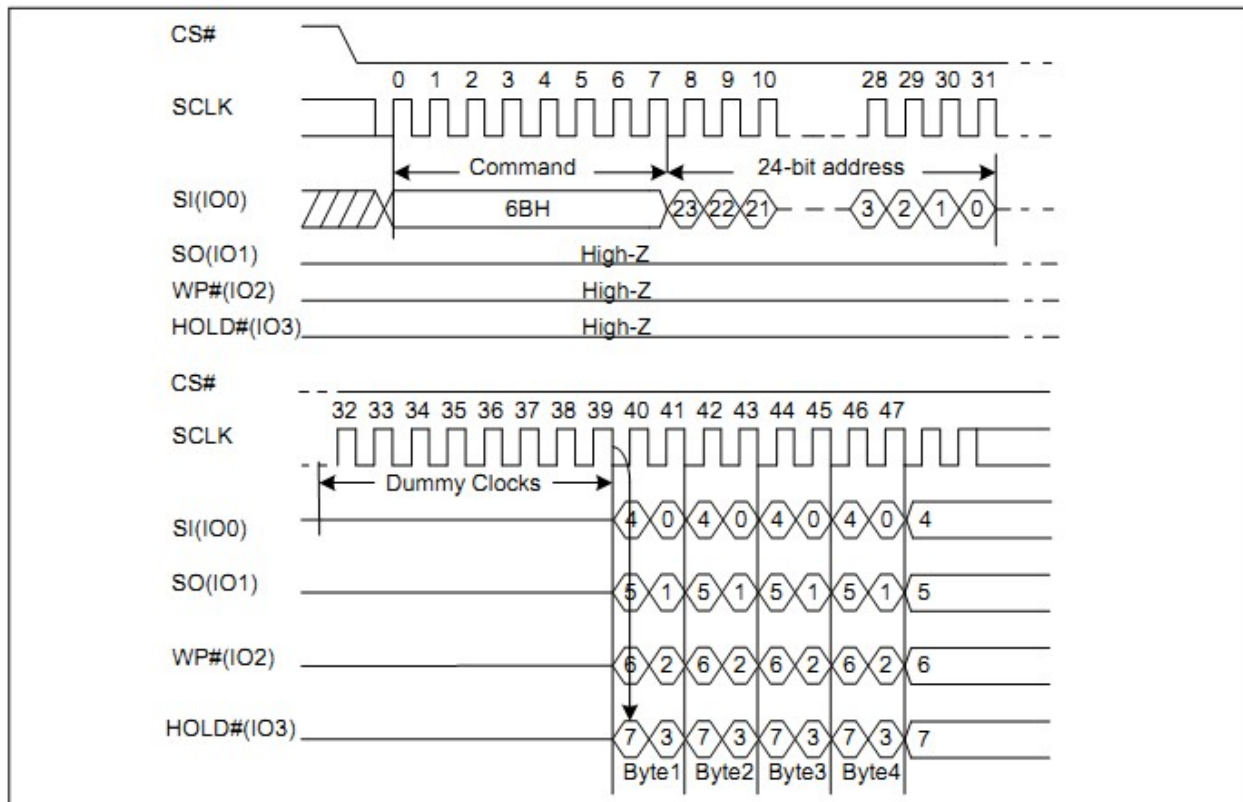 CS#
0 1 2 3 4 5 6 7 8 9 10 28 29 30 31
SCLK
Command 24-bit address
SI(IO0) 6BH 23 22 21 3 2 1 0
SO(IO1) High-Z
WP#(IO2) High-Z
HOLD#(IO3) High-Z
CS#
32 33 34 35 36 37 38 39 40 41 42 43 44 45 46 47
SCLK
Dummy Clocks
SI(IO0) 4 0 4 0 4 0 4 0 4
SO(IO1) 5 1 5 1 5 1 5 1 5
WP#(IO2) 6 2 6 2 6 2 6 2 6
HOLD#(IO3) 7 3 7 3 7 3 7 3 7
Byte1 Byte2 Byte3 Byte4